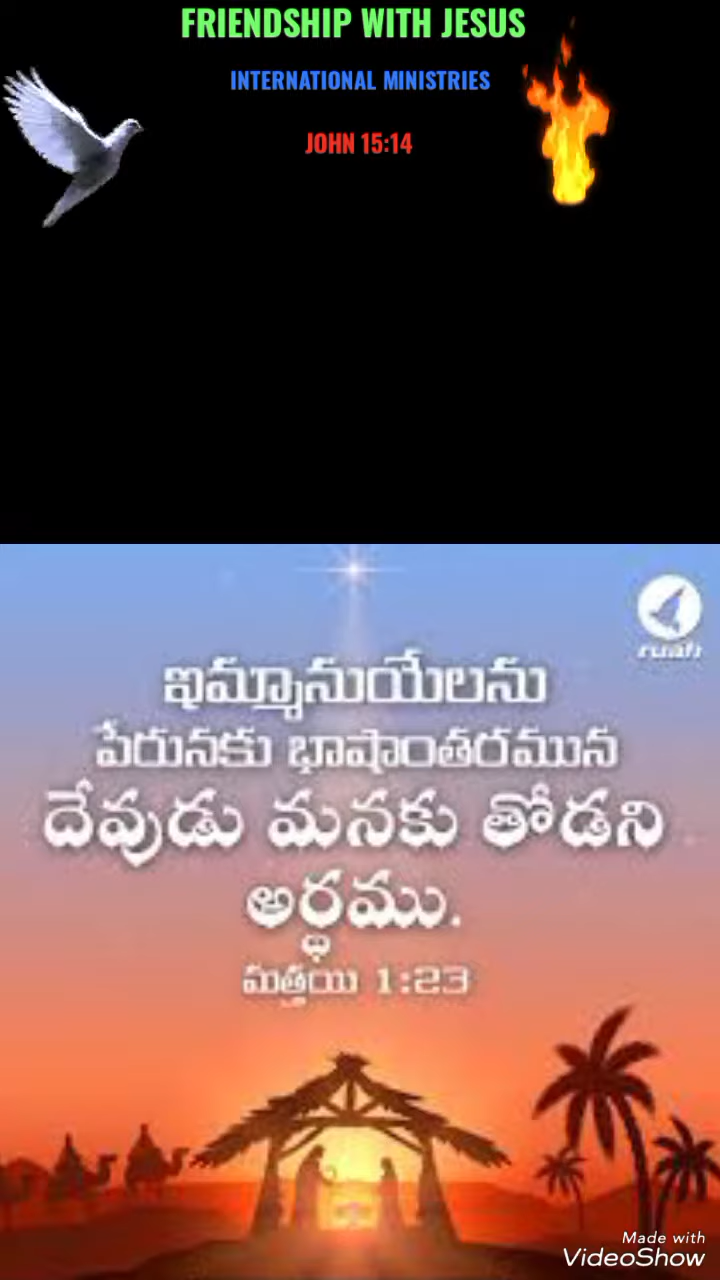 FRIENDSHIP WITH JESUS
INTERNATIONAL MINISTRIES
JOHN 15:14
ruah
ఇమ్మానుయేలను
పేరునకు భాషాంతరమున
దేవుడు మనకు తోడని
అర్థము.
మత్తయి 1:23
Made with
VideoShow